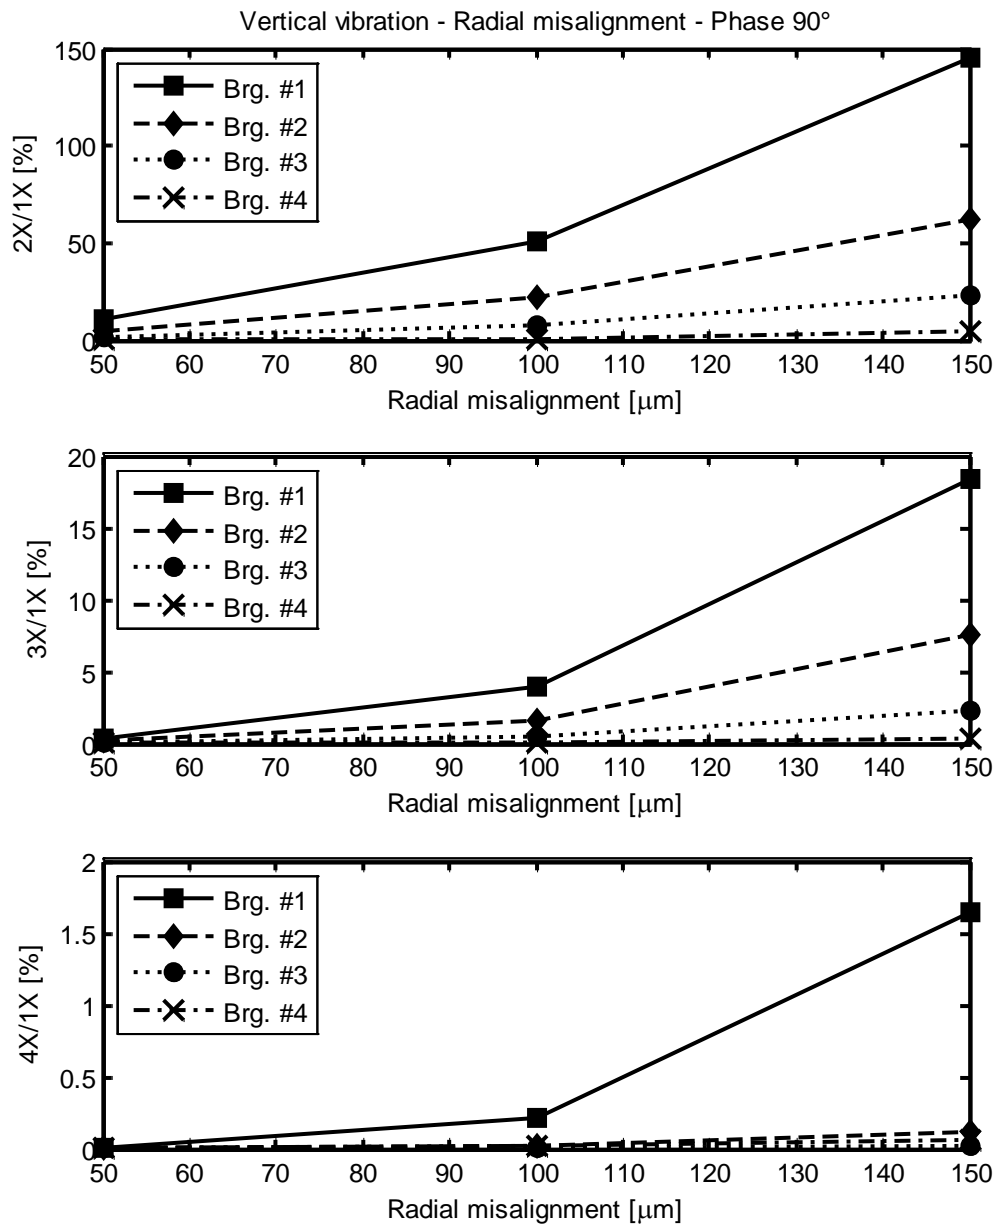 Vertical vibration - Radial misalignment - Phase 90°
150
100
50
0
2X/1X [%]
Brg. #1
Brg. #2
Brg. #3
Brg. #4
50 60 70 80 90 100 110 120 130 140 150
Radial misalignment [μm]
20
15
10
5
0
3X/1X [%]
Brg. #1
Brg. #2
Brg. #3
Brg. #4
50 60 70 80 90 100 110 120 130 140 150
Radial misalignment [μm]
2
1.5
1
0.5
0
4X/1X [%]
Brg. #1
Brg. #2
Brg. #3
Brg. #4
50 60 70 80 90 100 110 120 130 140 150
Radial misalignment [μm]